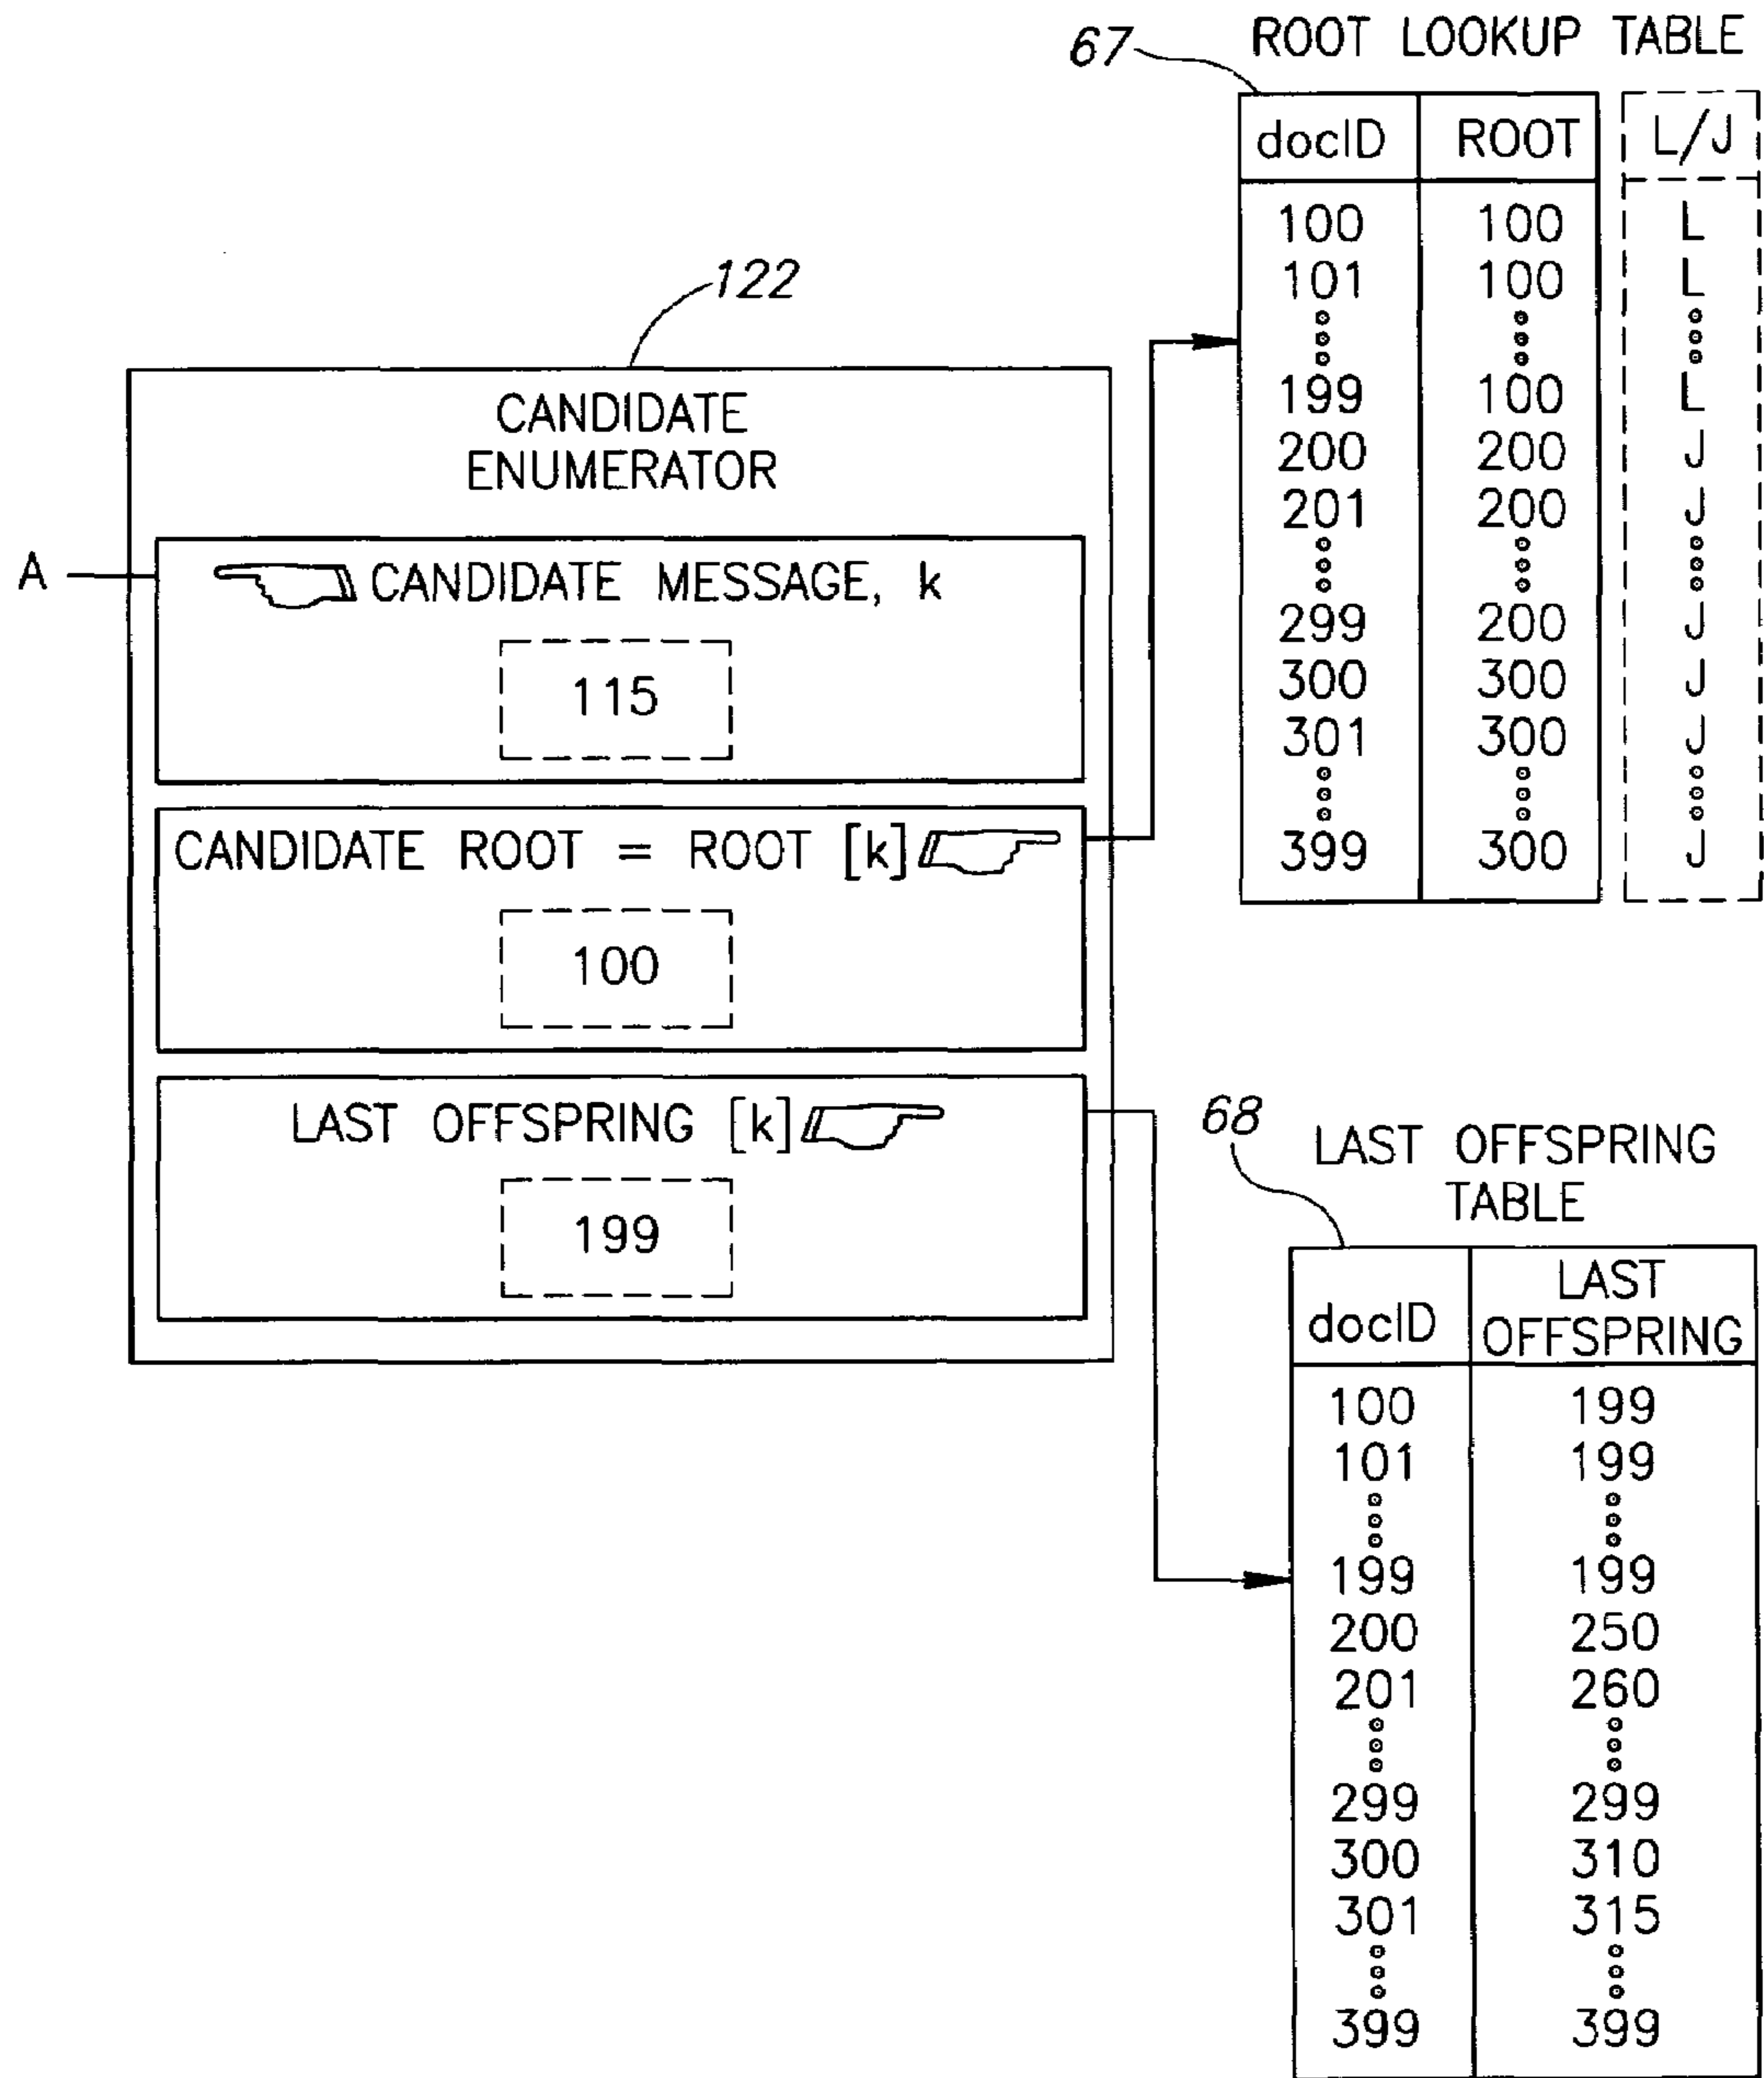 ROOT LOOKUP TABLE
67
docID ROOT L/J
100 100 L
101 100 L
199 100 L
200 200 J
201 200 J
299 200 J
300 300 J
301 300 J
399 300 J
122
CANDIDATE
ENUMERATOR
A
CANDIDATE MESSAGE, k
115
CANDIDATE ROOT = ROOT [k]
100
LAST OFFSPRING [k]
199
68
LAST OFFSPRING
TABLE
docID LAST
OFFSPRING
100 199
101 199
199 199
200 250
201 260
299 299
300 310
301 315
399 399